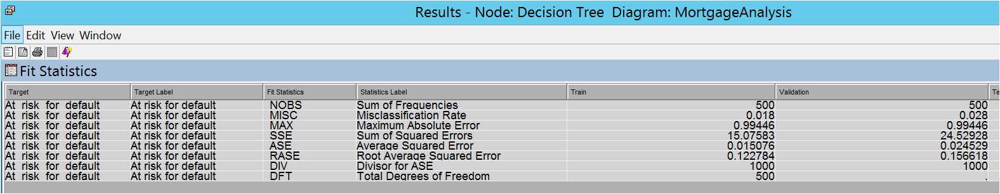 Results - Node: Decision Tree Diagram: MortgageAnalysis
File Edit View Window
Fit Statistics
Target Target Label Fit Statistics Statistics Label Train Validation Te
At risk for default At risk for default NOBS Sum of Frequencies 500 500
At risk for default At risk for default MISC Misclassification Rate 0.018 0.028
At risk for default At risk for default MAX Maximum Absolute Error 0.99446 0.99446
At risk for default At risk for default SSE Sum of Squared Errors 15.07583 24.52928
At risk for default At risk for default ASE Average Squared Error 0.015076 0.024529
At risk for default At risk for default RASE Root Average Squared Error 0.122784 0.156618
At risk for default At risk for default DIV Divisor for ASE 1000 1000
At risk for default At risk for default DFT Total Degrees of Freedom 500 .